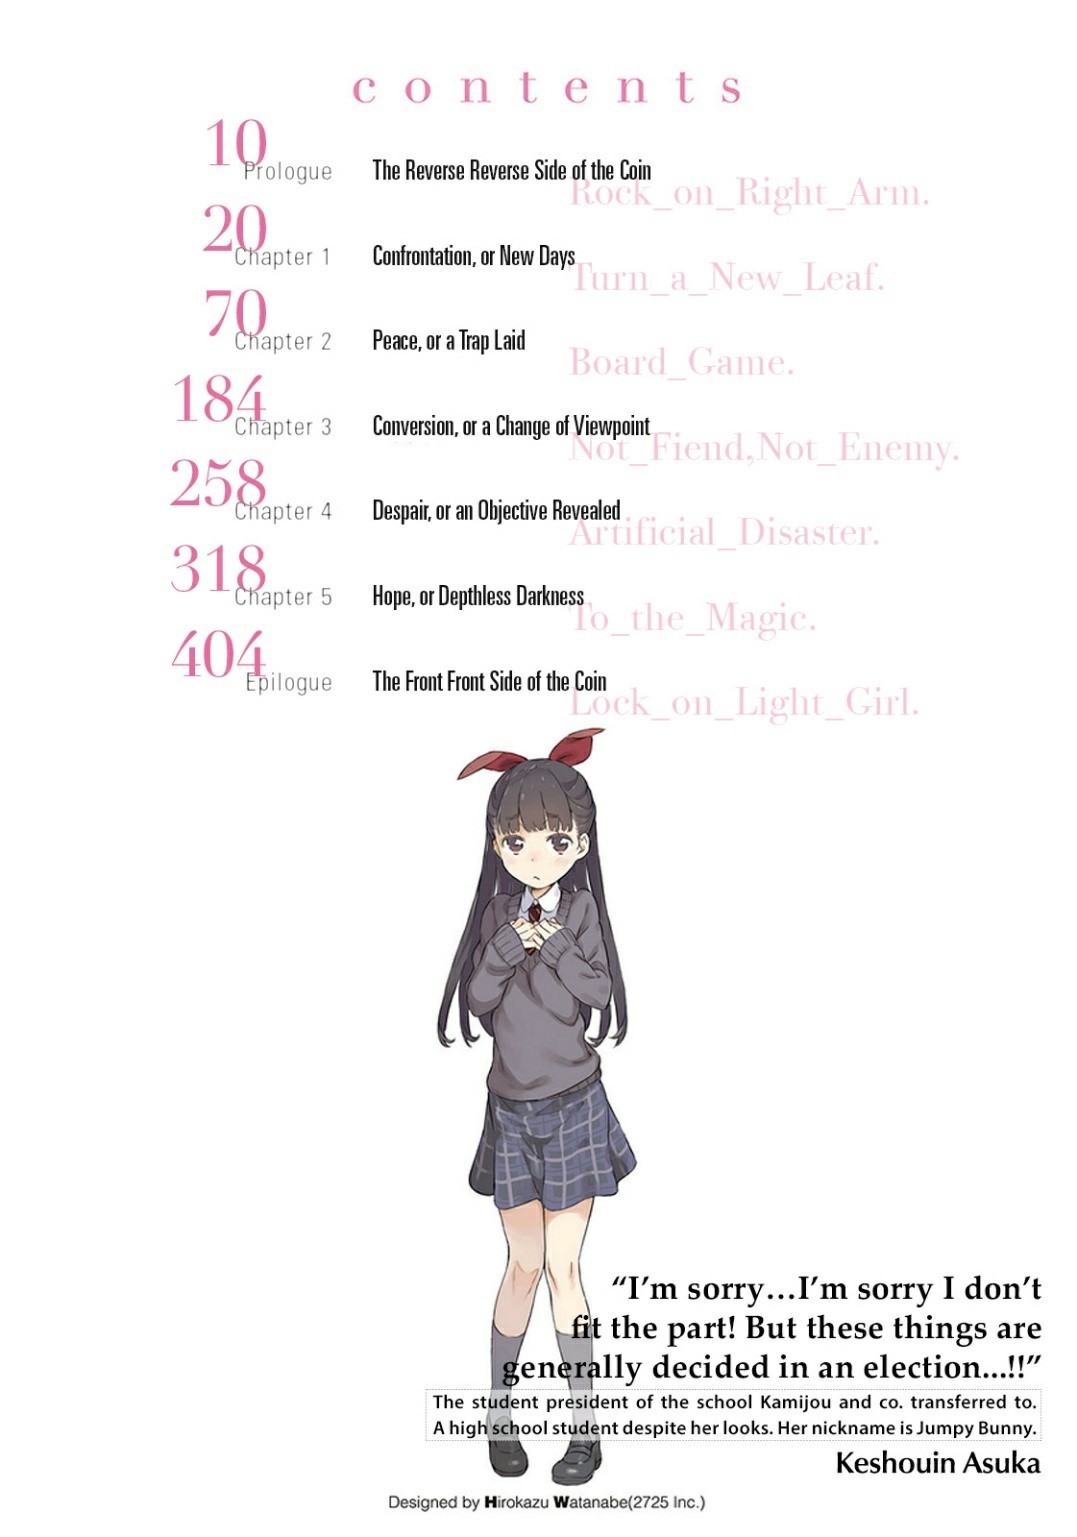 contents
10
Prologue The Reverse Reverse Side of the Coin
Rock_on_Right_Arm.
20
Chapter 1 Confrontation, or New Days
Turn_a_New_Leaf.
70
Chapter 2 Peace, or a Trap Laid
Board_Game.
184
Chapter 3 Conversion, or a Change of Viewpoint
Not_Fiend,Not_Enemy.
258
Chapter 4 Despair, or an Objective Revealed
Artificial_Disaster.
318
Chapter 5 Hope, or Depthless Darkness
To_the_Magic.
404
Epilogue The Front Front Side of the Coin
Lock_on_Light_Girl.
“I’m sorry…I’m sorry I don’t
fit the part! But these things are
generally decided in an election...!!”
The student president of the school Kamijou and co. transferred to.
A high school student despite her looks. Her nickname is Jumpy Bunny.
Keshouin Asuka
Designed by Hirokazu Watanabe(2725 Inc.)